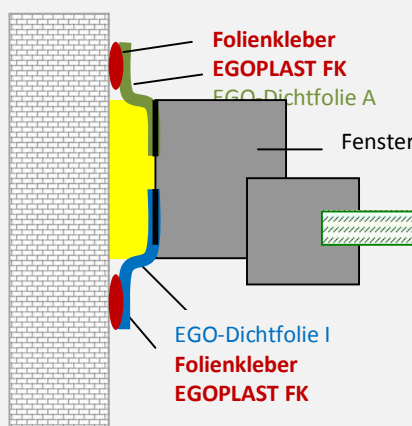 Folienkleber
EGOPLAST FK
EGO-Dichtfolie A
Fenster
EGO-Dichtfolie I
Folienkleber
EGOPLAST FK